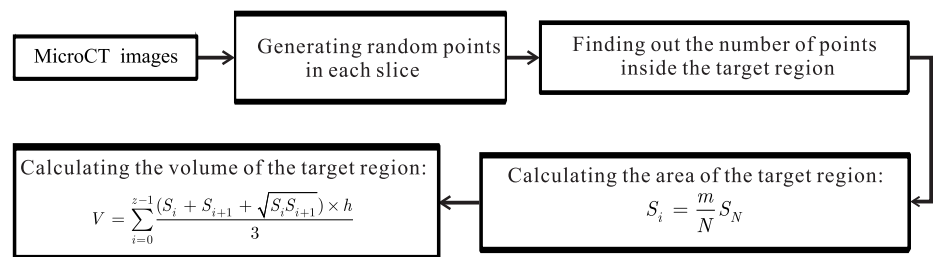 MicroCT images
Generating random points
in each slice
Finding out the number of points
inside the target region
Calculating the area of the target region:
S_i = \frac{m}{N} S_N
Calculating the volume of the target region:
V = \sum_{i=0}^{z-1} \frac{(S_i + S_{i+1} + \sqrt{S_i S_{i+1}}) \times h}{3}